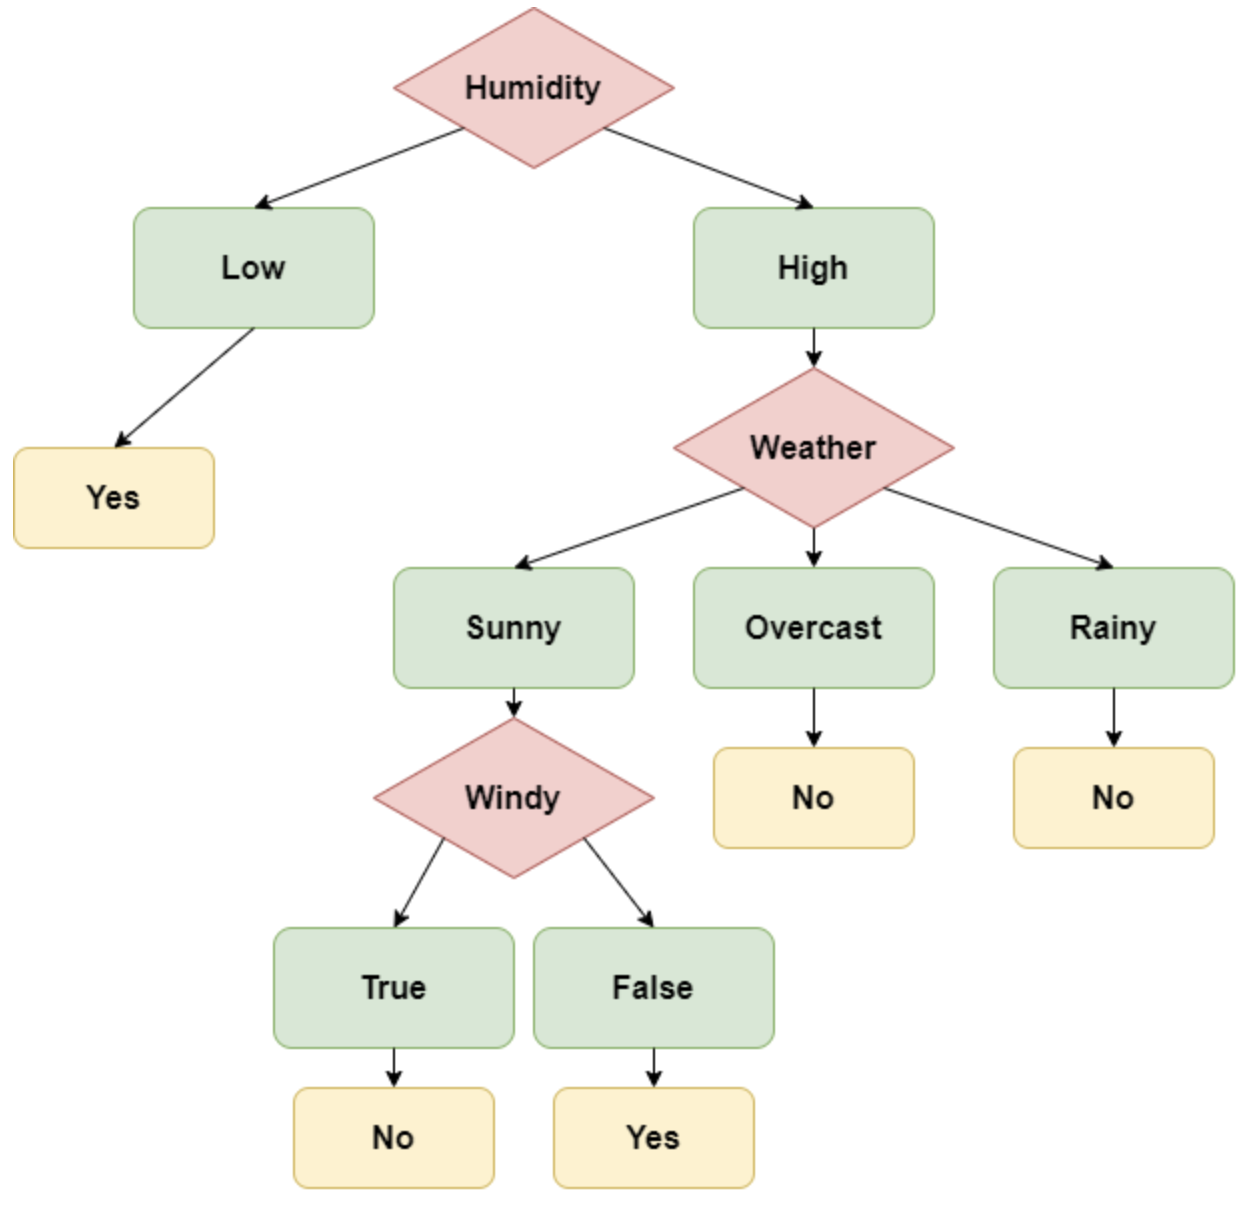 Humidity
Low
High
Weather
Yes
Sunny
Overcast
Rainy
Windy
No
No
True
False
No
Yes